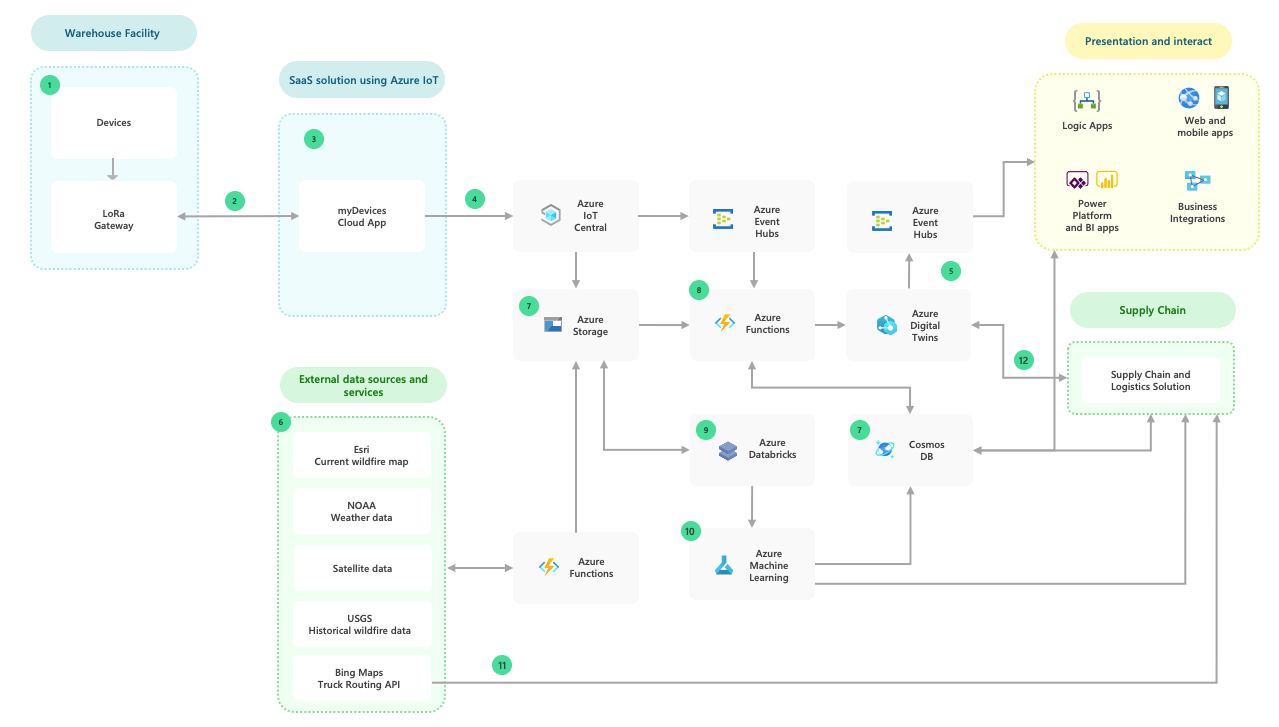 Warehouse Facility
1
Devices
LoRa
Gateway
2
SaaS solution using Azure IoT
3
myDevices
Cloud App
4
Azure
IoT
Central
Azure
Event
Hubs
Azure
Event
Hubs
5
Presentation and interact
Logic Apps
Web and
mobile apps
Power
Platform
and BI apps
Business
Integrations
7
Azure
Storage
8
Azure
Functions
Azure
Digital
Twins
12
Supply Chain
Supply Chain and
Logistics Solution
External data sources and
services
6
Esri
Current wildfire map
NOAA
Weather data
Satellite data
USGS
Historical wildfire data
Bing Maps
Truck Routing API
9
Azure
Databricks
7
Cosmos
DB
Azure
Functions
10
Azure
Machine
Learning
11